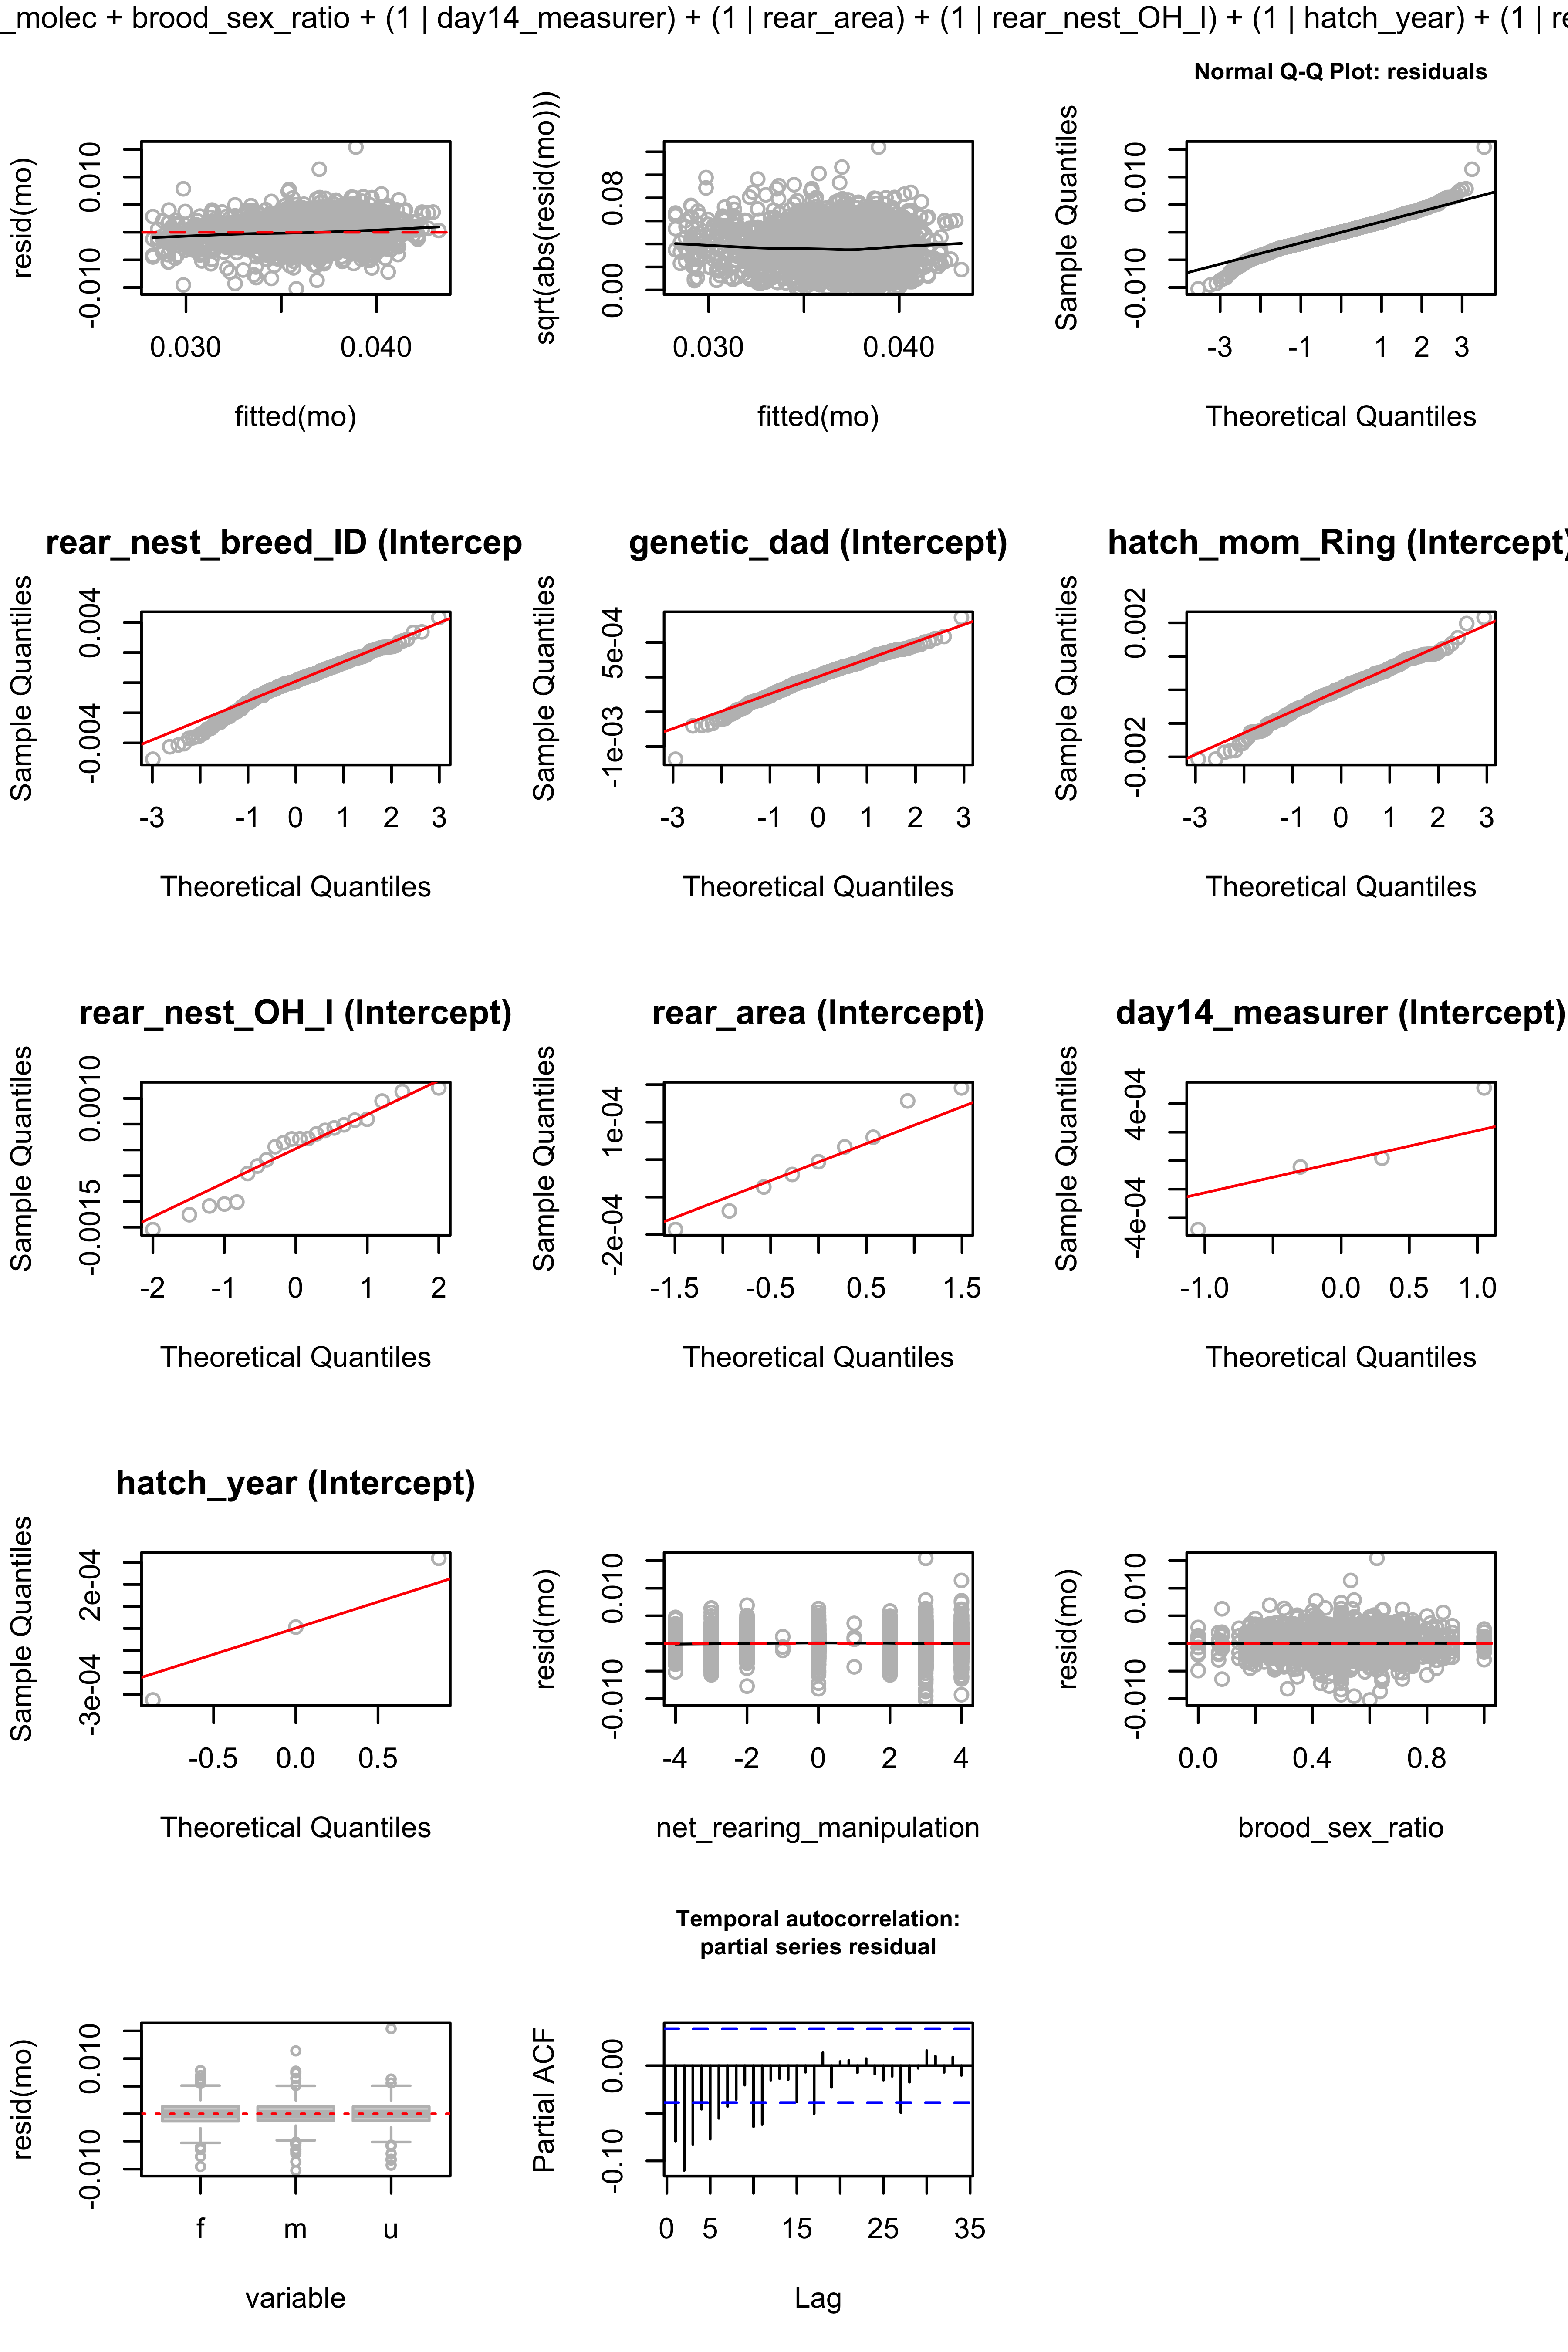 _molec + brood_sex_ratio + (1 | day14_measurer) + (1 | rear_area) + (1 | rear_nest_OH_l) + (1 | hatch_year) + (1 | re
resid(mo)
-0.010 0.010
0.030 0.040
fitted(mo)
sqrt(abs(resid(mo)))
0.00 0.08
0.030 0.040
fitted(mo)
Normal Q-Q Plot: residuals
Sample Quantiles
-0.010 0.010
-3 -1 1 2 3
Theoretical Quantiles
rear_nest_breed_ID (Intercep
Sample Quantiles
-0.004 0.004
-3 -1 0 1 2 3
Theoretical Quantiles
genetic_dad (Intercept)
Sample Quantiles
-1e-03 5e-04
-3 -1 0 1 2 3
Theoretical Quantiles
hatch_mom_Ring (Intercept)
Sample Quantiles
-0.002 0.002
-3 -1 0 1 2 3
Theoretical Quantiles
rear_nest_OH_l (Intercept)
Sample Quantiles
-0.0015 0.0010
-2 -1 0 1 2
Theoretical Quantiles
rear_area (Intercept)
Sample Quantiles
-2e-04 1e-04
-1.5 -0.5 0.5 1.5
Theoretical Quantiles
day14_measurer (Intercept)
Sample Quantiles
-4e-04 4e-04
-1.0 0.0 0.5 1.0
Theoretical Quantiles
hatch_year (Intercept)
Sample Quantiles
-3e-04 2e-04
-0.5 0.0 0.5
Theoretical Quantiles
resid(mo)
-0.010 0.010
-4 -2 0 2 4
net_rearing_manipulation
resid(mo)
-0.010 0.010
0.0 0.4 0.8
brood_sex_ratio
resid(mo)
-0.010 0.010
f m u
variable
Temporal autocorrelation:
partial series residual
Partial ACF
-0.10 0.00
0 5 15 25 35
Lag